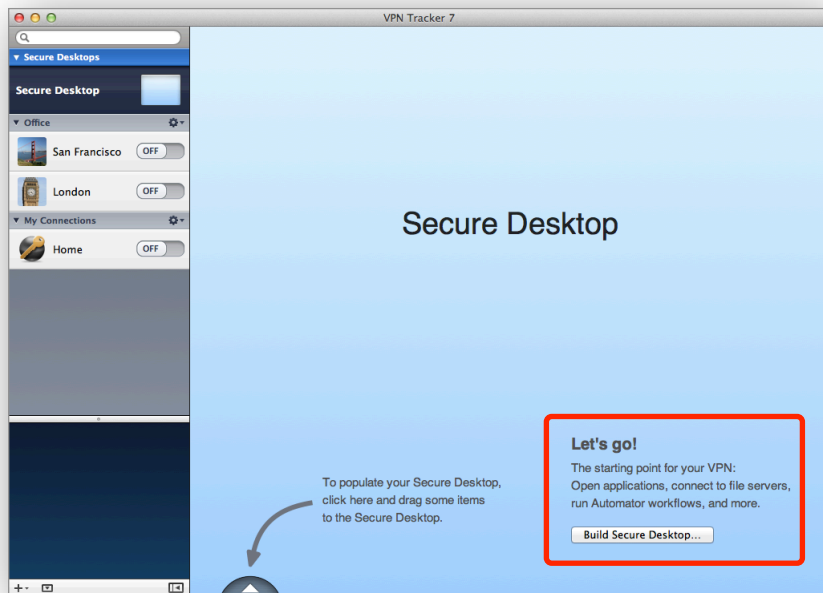 VPN Tracker 7
Secure Desktops
Secure Desktop
Office
San Francisco OFF
London OFF
My Connections
Home OFF
Secure Desktop
To populate your Secure Desktop,
click here and drag some items
to the Secure Desktop.
Let's go!
The starting point for your VPN:
Open applications, connect to file servers,
run Automator workflows, and more.
Build Secure Desktop...